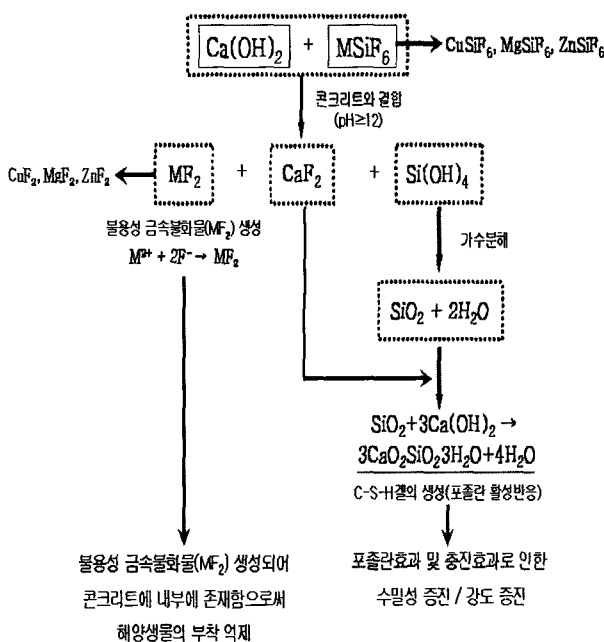 Ca(OH)₂ + MSiF₆
CuSiF₆, MgSiF₆, ZnSiF₆
콘크리트와 결합
(pH≥12)
CuF₂, MgF₂, ZnF₂
MF₂ + CaF₂ + Si(OH)₄
불용성 금속불화물(MF₂) 생성
M²⁺ + 2F⁻ → MF₂
가수분해
SiO₂ + 2H₂O
SiO₂+3Ca(OH)₂→
3CaO₂SiO₂3H₂O+4H₂O
C-S-H겔의 생성(포졸란 활성반응)
불용성 금속불화물(MF₂) 생성되어
콘크리트에 내부에 존재함으로써
해양생물의 부착 억제
포졸란효과 및 충진효과로 인한
수밀성 증진 / 강도 증진